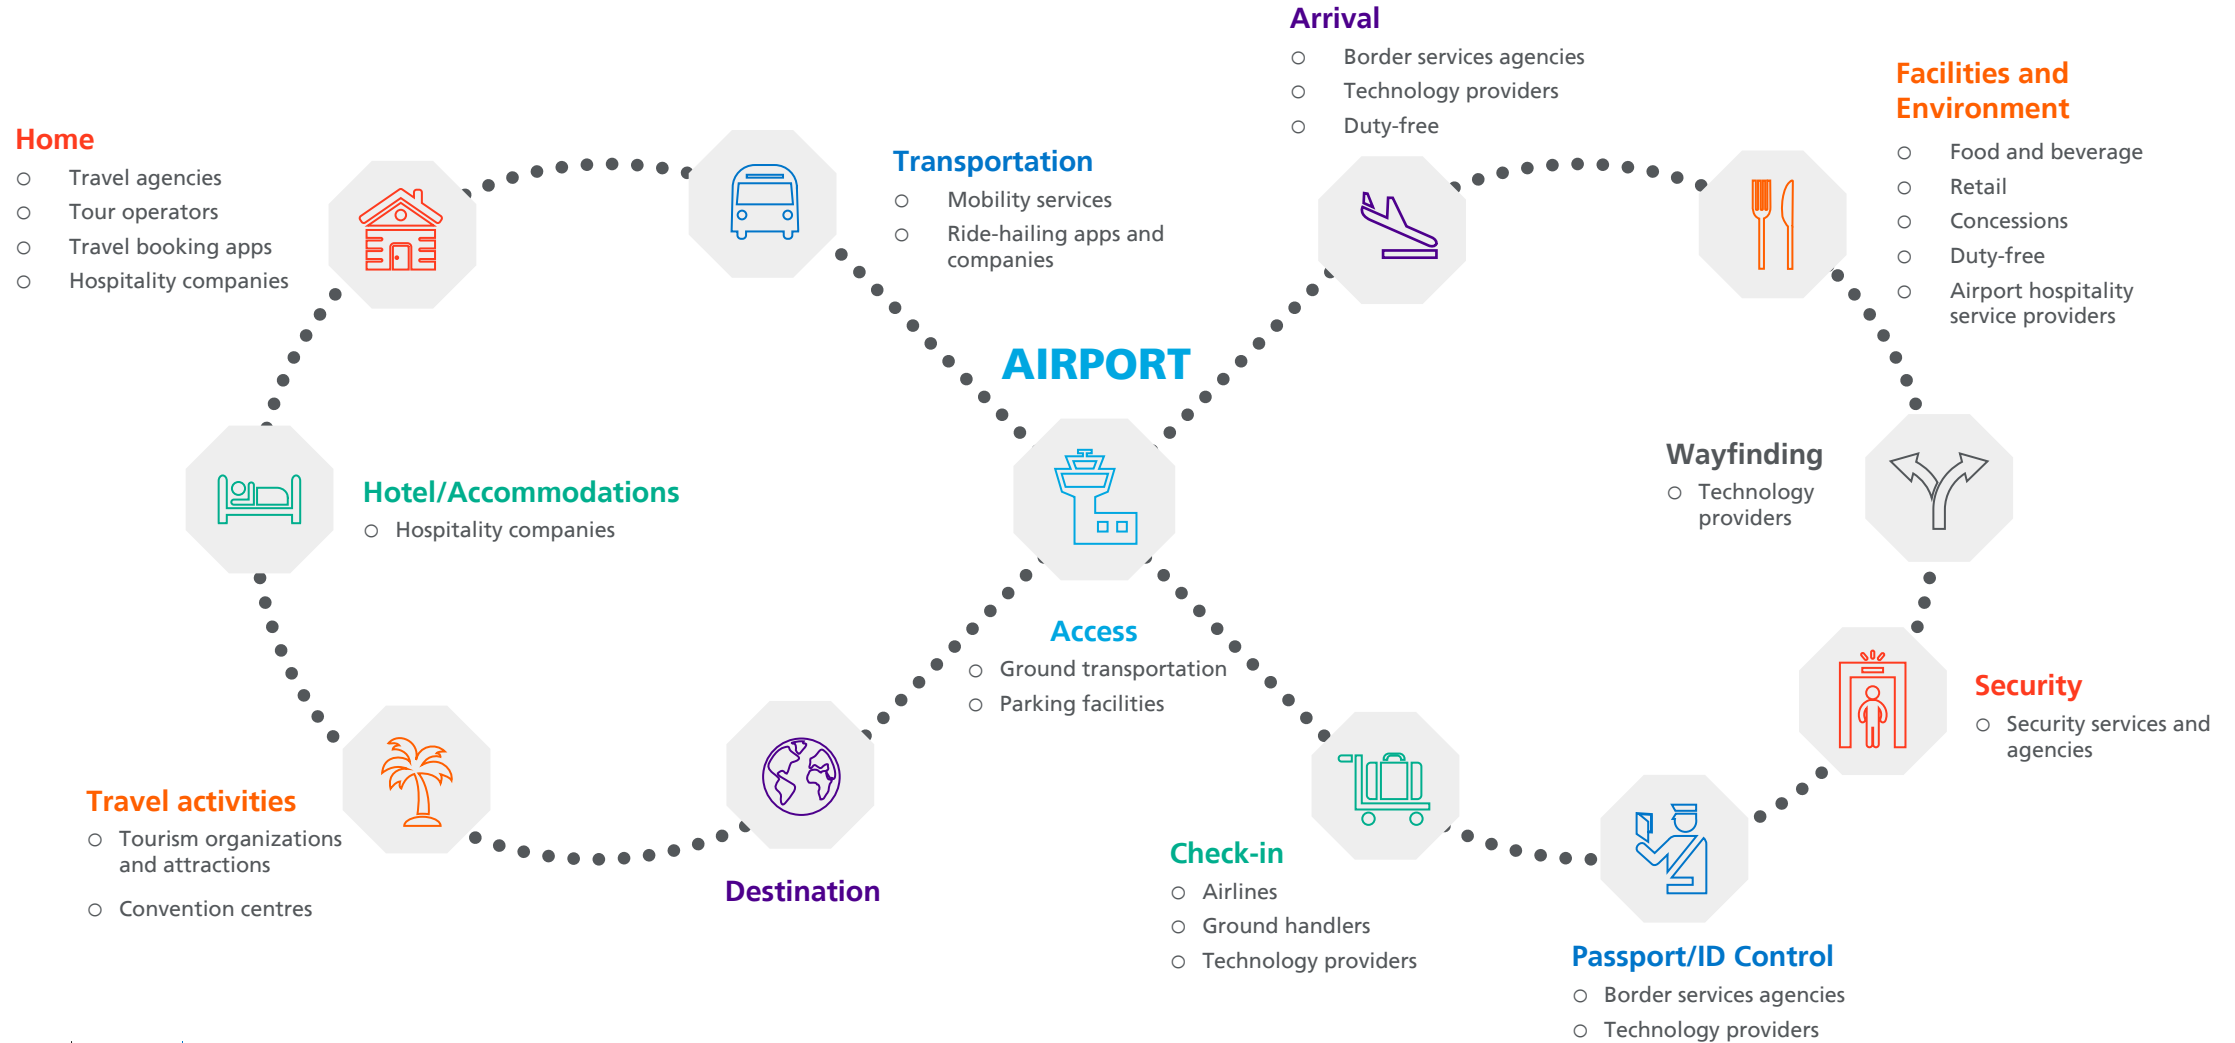 Home
○ Travel agencies
○ Tour operators
○ Travel booking apps
○ Hospitality companies
Transportation
○ Mobility services
○ Ride-hailing apps and
companies
Arrival
○ Border services agencies
○ Technology providers
○ Duty-free
Facilities and
Environment
○ Food and beverage
○ Retail
○ Concessions
○ Duty-free
○ Airport hospitality
service providers
AIRPORT
Hotel/Accommodations
○ Hospitality companies
Wayfinding
○ Technology
providers
Access
○ Ground transportation
○ Parking facilities
Security
○ Security services and
agencies
Travel activities
○ Tourism organizations
and attractions
○ Convention centres
Destination
Check-in
○ Airlines
○ Ground handlers
○ Technology providers
Passport/ID Control
○ Border services agencies
○ Technology providers